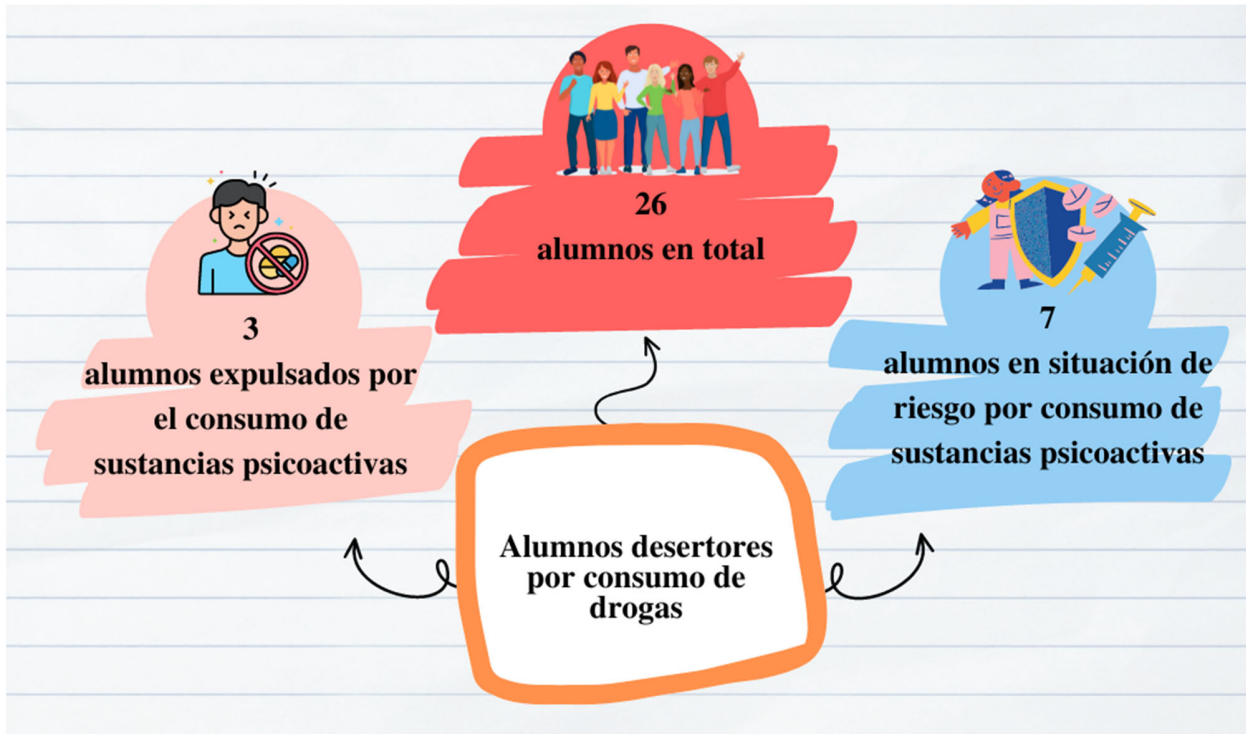 26
alumnos en total
3
alumnos expulsados por
el consumo de
sustancias psicoactivas
7
alumnos en situación de
riesgo por consumo de
sustancias psicoactivas
Alumnos desertores
por consumo de
drogas